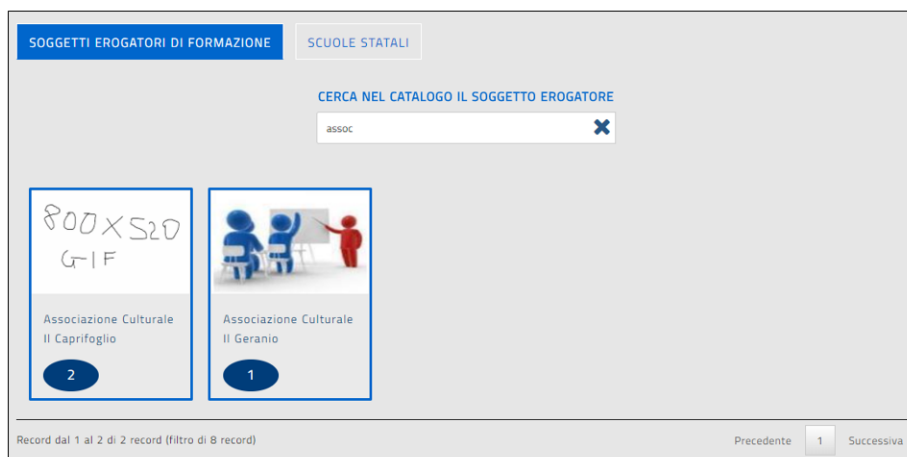 SOGGETTI EROGATORI DI FORMAZIONE
SCUOLE STATALI
CERCA NEL CATALOGO IL SOGGETTO EROGATORE
assoc
800 X 520
GIF
Associazione Culturale
Il Caprifoglio
2
Associazione Culturale
Il Geranio
1
Record dal 1 al 2 di 2 record (filtro di 8 record)
Precedente 1 Successiva